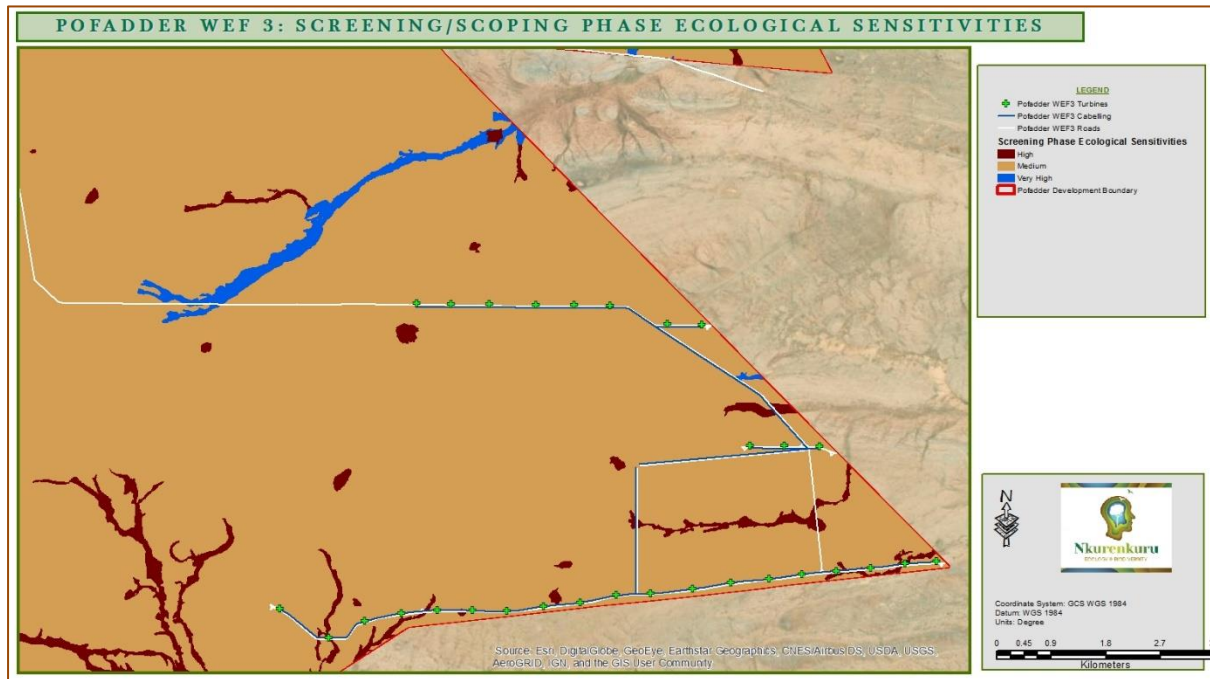 POFADDER WEF 3: SCREENING/SCOPING PHASE ECOLOGICAL SENSITIVITIES
LEGEND
Pofadder WEF3 Turbines
Pofadder WEF3 Cabelling
Pofadder WEF3 Roads
Screening Phase Ecological Sensitivities
High
Medium
Very High
Pofadder Development Boundary
N
Nkurenkuru
Coordinate System: GCS WGS 1984
Datum: WGS 1984
Units: Degree
0 0.45 0.9 1.8 2.7
Kilometers
Source: Esri, DigitalGlobe, GeoEye, Earthstar Geographics, CNES/Airbus DS, USDA, USGS,
AeroGRID, IGN, and the GIS User Community